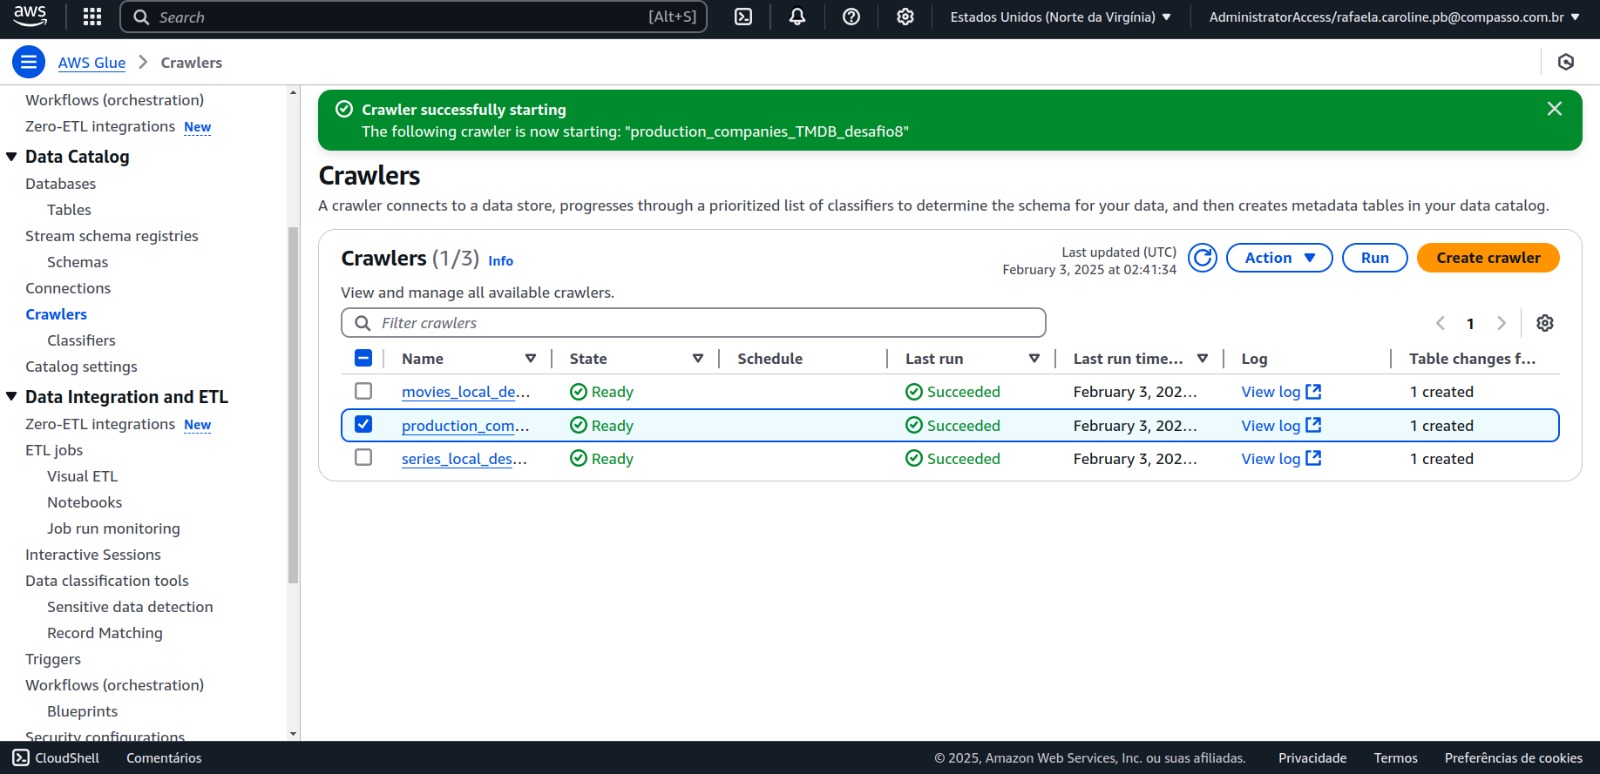 aws
Search
[Alt+S]
Estados Unidos (Norte da Virgínia)
AdministratorAccess/rafaela.caroline.pb@compasso.com.br
AWS Glue
Crawlers
Workflows (orchestration)
Zero-ETL integrations New
Data Catalog
Databases
Tables
Stream schema registries
Schemas
Connections
Crawlers
Classifiers
Catalog settings
Data Integration and ETL
Zero-ETL integrations New
ETL jobs
Visual ETL
Notebooks
Job run monitoring
Interactive Sessions
Data classification tools
Sensitive data detection
Record Matching
Triggers
Workflows (orchestration)
Blueprints
Security configurations
Crawler successfully starting
The following crawler is now starting: "production_companies_TMDB_desafio8"
Crawlers
A crawler connects to a data store, progresses through a prioritized list of classifiers to determine the schema for your data, and then creates metadata tables in your data catalog.
Crawlers (1/3) Info
Last updated (UTC)
February 3, 2025 at 02:41:34
Action
Run
Create crawler
View and manage all available crawlers.
Filter crawlers
1
Name State Schedule Last run Last run time... Log Table changes f...
movies_local_de... Ready Succeeded February 3, 202... View log 1 created
production_com... Ready Succeeded February 3, 202... View log 1 created
series_local_des... Ready Succeeded February 3, 202... View log 1 created
CloudShell
Comentários
© 2025, Amazon Web Services, Inc. ou suas afiliadas.
Privacidade
Termos
Preferências de cookies